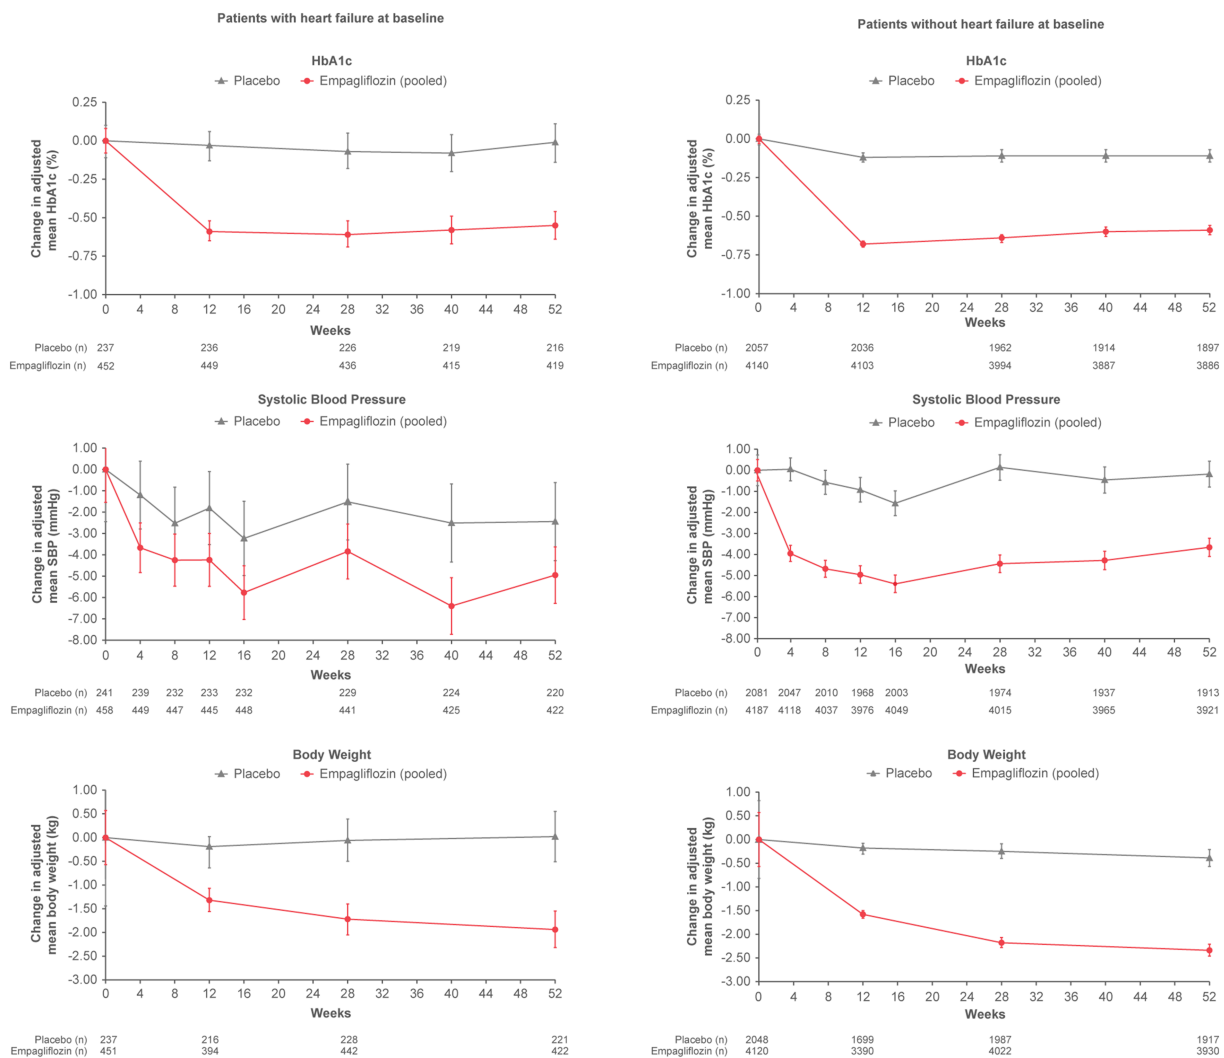 Patients with heart failure at baseline
HbA1c
Placebo Empagliflozin (pooled)
Change in adjusted
mean HbA1c (%)
0.25
0.00
-0.25
-0.50
-0.75
-1.00
0 4 8 12 16 20 24 28 32 36 40 44 48 52
Weeks
Placebo (n) 237 236 226 219 216
Empagliflozin (n) 452 449 436 415 419
Systolic Blood Pressure
Placebo Empagliflozin (pooled)
Change in adjusted
mean SBP (mmHg)
1.00
0.00
-1.00
-2.00
-3.00
-4.00
-5.00
-6.00
-7.00
-8.00
0 4 8 12 16 20 24 28 32 36 40 44 48 52
Weeks
Placebo (n) 241 239 232 233 232 229 224 220
Empagliflozin (n) 458 449 447 445 448 441 425 422
Body Weight
Placebo Empagliflozin (pooled)
Change in adjusted
mean body weight (kg)
1.00
0.50
0.00
-0.50
-1.00
-1.50
-2.00
-2.50
-3.00
0 4 8 12 16 20 24 28 32 36 40 44 48 52
Weeks
Placebo (n) 237 216 228 221
Empagliflozin (n) 451 394 442 422
Patients without heart failure at baseline
HbA1c
Placebo Empagliflozin (pooled)
Change in adjusted
mean HbA1c (%)
0.25
0.00
-0.25
-0.50
-0.75
-1.00
0 4 8 12 16 20 24 28 32 36 40 44 48 52
Weeks
Placebo (n) 2057 2036 1962 1914 1897
Empagliflozin (n) 4140 4103 3994 3887 3886
Systolic Blood Pressure
Placebo Empagliflozin (pooled)
Change in adjusted
mean SBP (mmHg)
1.00
0.00
-1.00
-2.00
-3.00
-4.00
-5.00
-6.00
-7.00
-8.00
0 4 8 12 16 20 24 28 32 36 40 44 48 52
Weeks
Placebo (n) 2081 2047 2010 1968 2003 1974 1937 1913
Empagliflozin (n) 4187 4118 4037 3976 4049 4015 3965 3921
Body Weight
Placebo Empagliflozin (pooled)
Change in adjusted
mean body weight (kg)
1.00
0.50
0.00
-0.50
-1.00
-1.50
-2.00
-2.50
-3.00
0 4 8 12 16 20 24 28 32 36 40 44 48 52
Weeks
Placebo (n) 2048 1699 1987 1917
Empagliflozin (n) 4120 3390 4022 3930